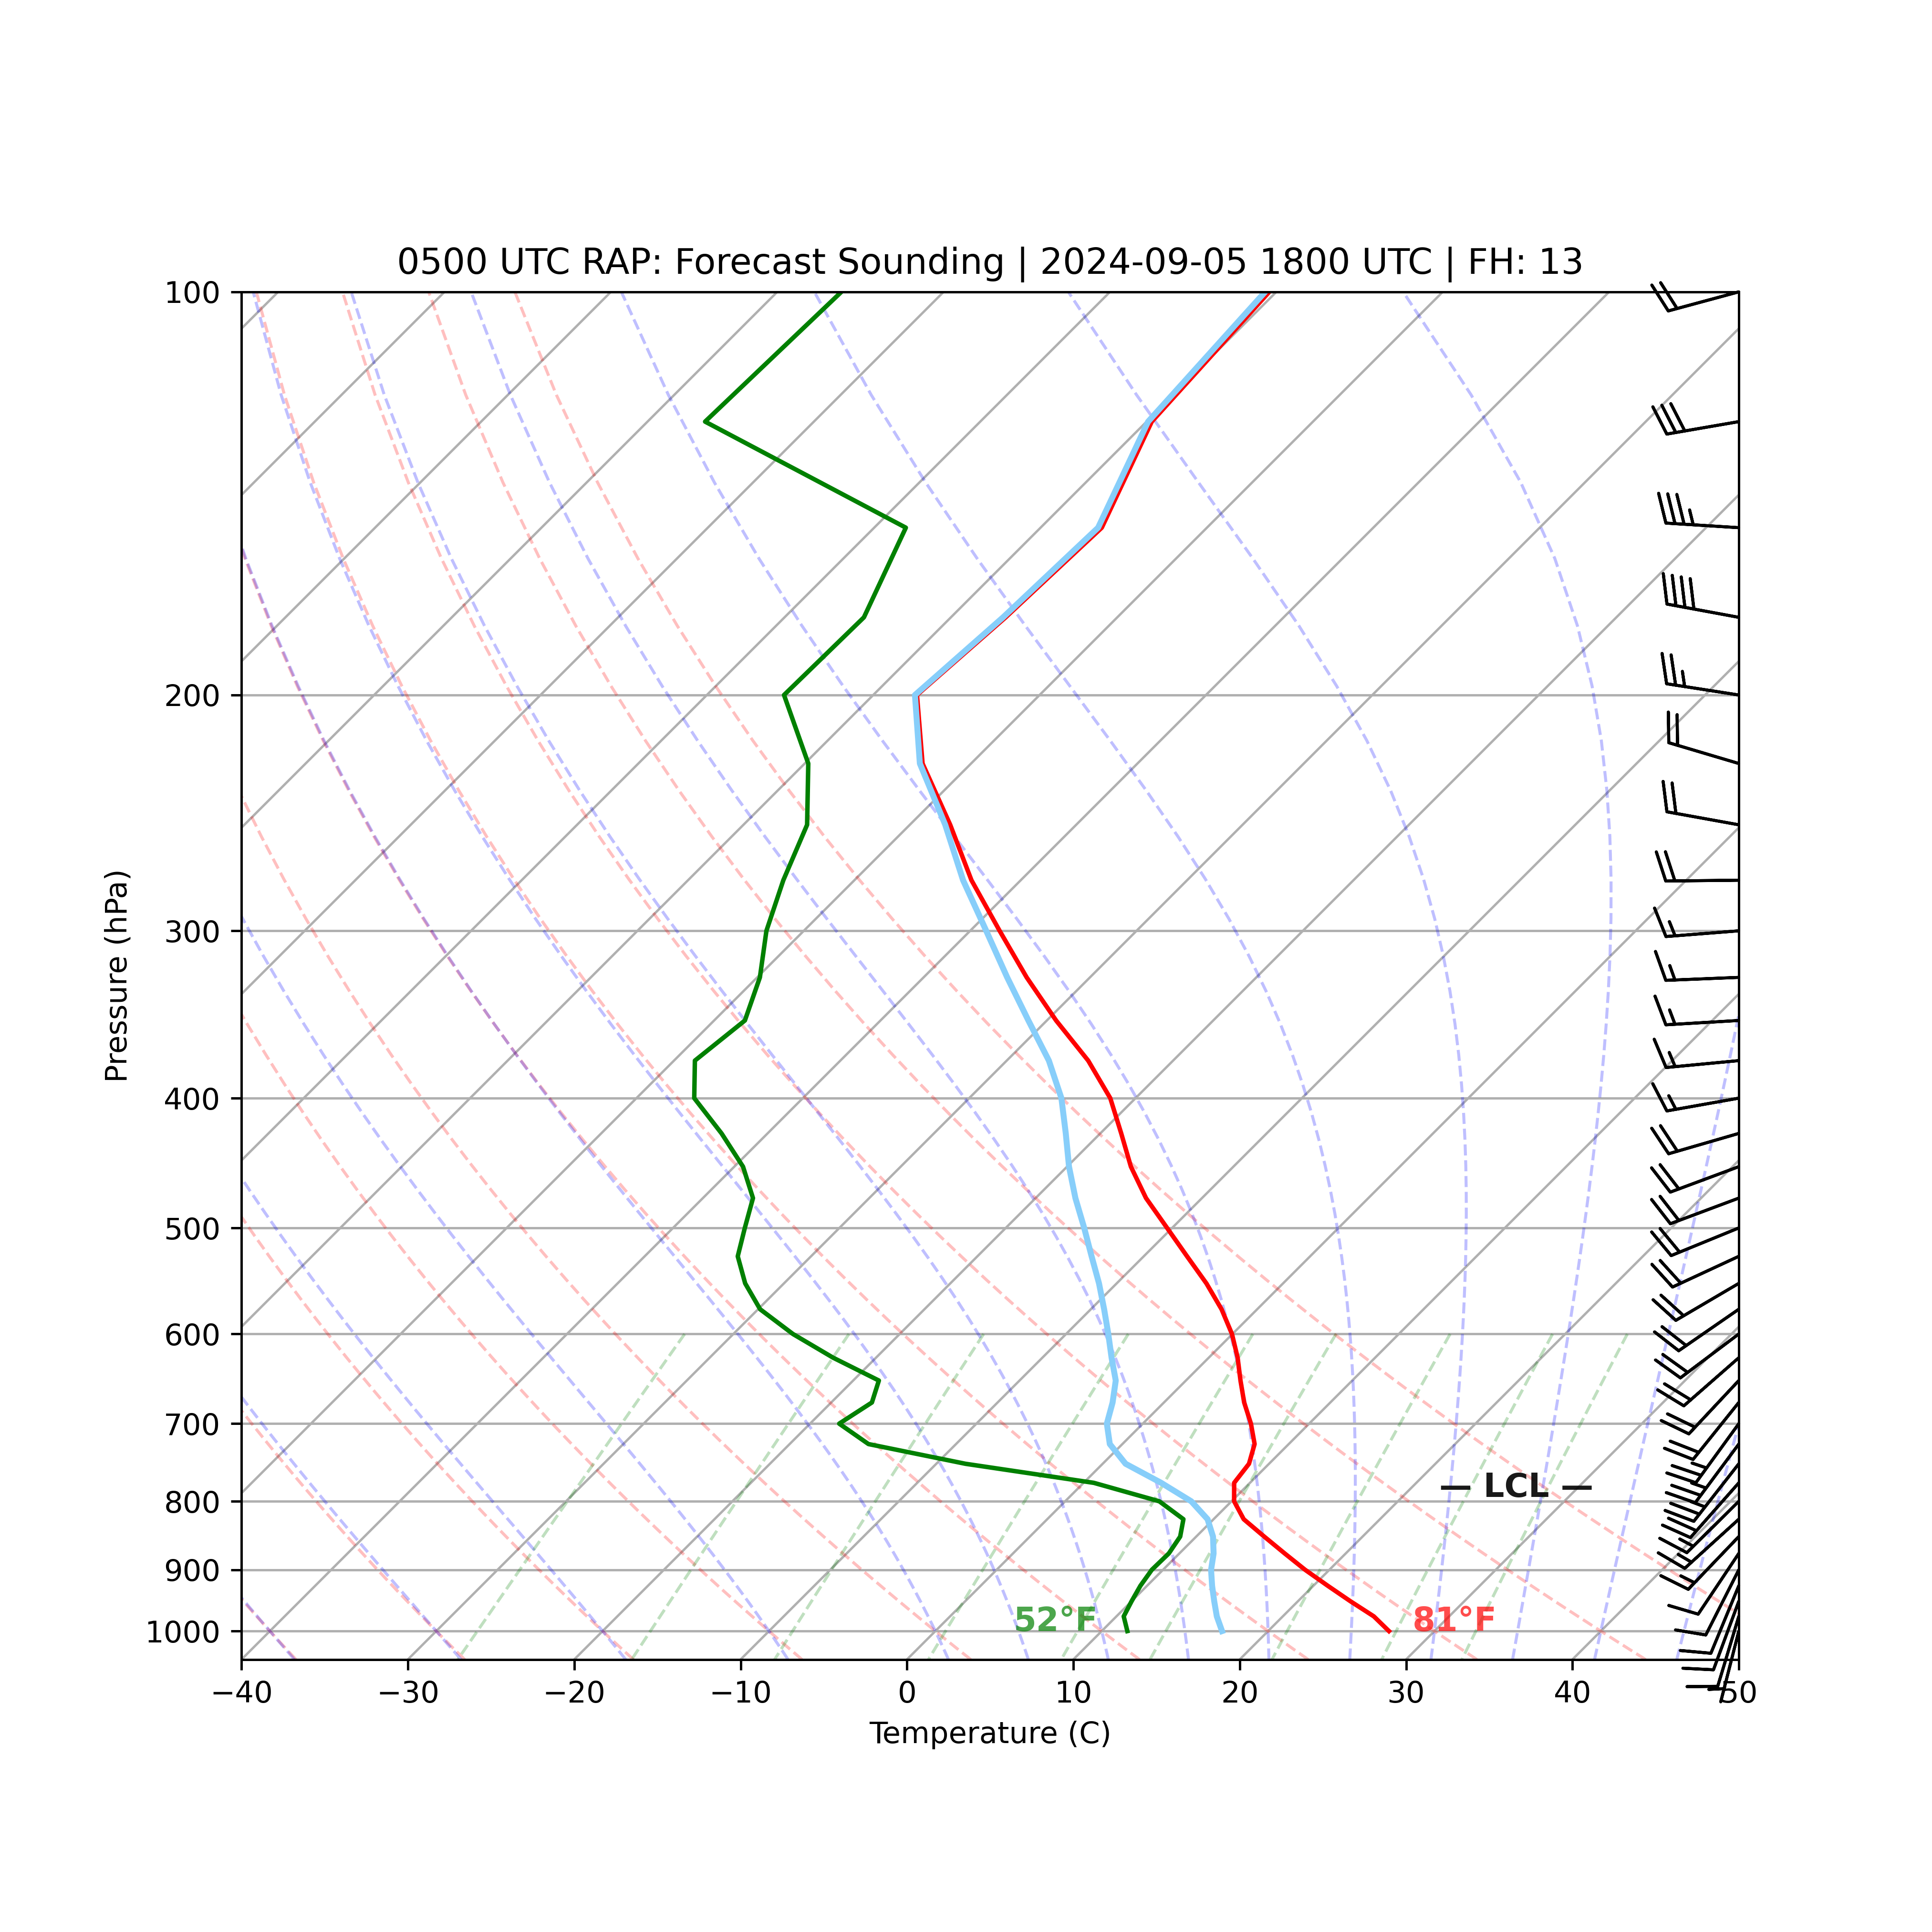 0500 UTC RAP: Forecast Sounding | 2024-09-05 1800 UTC | FH: 13
100
200
300
400
500
600
700
800
900
1000
Pressure (hPa)
— LCL —
52°F
81°F
−40 −30 −20 −10 0 10 20 30 40 50
Temperature (C)